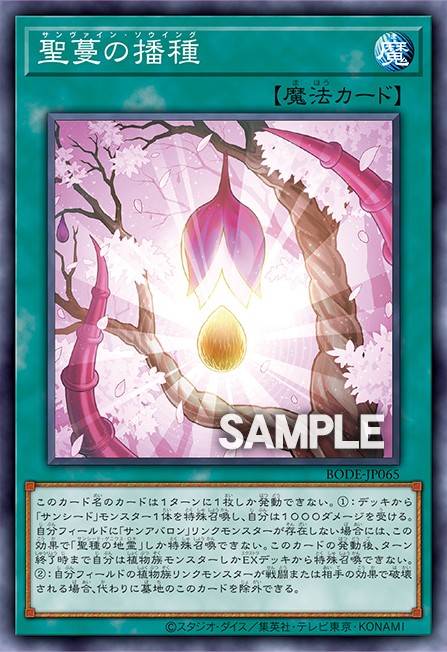 サンヴァイン・ソウイング
聖蔓の播種
魔
ま ほう
【魔法カード】
SAMPLE
BODE-JP065
このカード名のカードは1ターンに1枚しか発動できない。①：デッキから
「サンシード」モンスター1体を特殊召喚し、自分は1000ダメージを受ける。
自分フィールドに「サンアバロン」リンクモンスターが存在しない場合には、この
効果で「聖種の地霊」しか特殊召喚できない。このカードの発動後、ターン
終了時まで自分は植物族モンスターしかEXデッキから特殊召喚できない。
②：自分フィールドの植物族リンクモンスターが戦闘または相手の効果で破壊
される場合、代わりに墓地のこのカードを除外できる。
©スタジオ・ダイス／集英社・テレビ東京・KONAMI